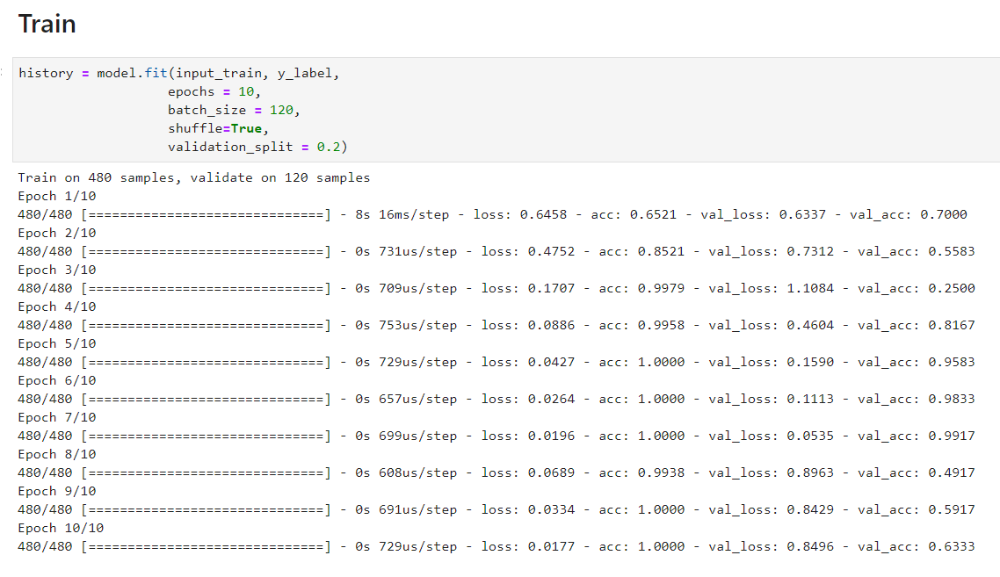 Train
history = model.fit(input_train, y_label,
epochs = 10,
batch_size = 120,
shuffle=True,
validation_split = 0.2)
Train on 480 samples, validate on 120 samples
Epoch 1/10
480/480 [==============================] - 8s 16ms/step - loss: 0.6458 - acc: 0.6521 - val_loss: 0.6337 - val_acc: 0.7000
Epoch 2/10
480/480 [==============================] - 0s 731us/step - loss: 0.4752 - acc: 0.8521 - val_loss: 0.7312 - val_acc: 0.5583
Epoch 3/10
480/480 [==============================] - 0s 709us/step - loss: 0.1707 - acc: 0.9979 - val_loss: 1.1084 - val_acc: 0.2500
Epoch 4/10
480/480 [==============================] - 0s 753us/step - loss: 0.0886 - acc: 0.9958 - val_loss: 0.4604 - val_acc: 0.8167
Epoch 5/10
480/480 [==============================] - 0s 729us/step - loss: 0.0427 - acc: 1.0000 - val_loss: 0.1590 - val_acc: 0.9583
Epoch 6/10
480/480 [==============================] - 0s 657us/step - loss: 0.0264 - acc: 1.0000 - val_loss: 0.1113 - val_acc: 0.9833
Epoch 7/10
480/480 [==============================] - 0s 699us/step - loss: 0.0196 - acc: 1.0000 - val_loss: 0.0535 - val_acc: 0.9917
Epoch 8/10
480/480 [==============================] - 0s 608us/step - loss: 0.0689 - acc: 0.9938 - val_loss: 0.8963 - val_acc: 0.4917
Epoch 9/10
480/480 [==============================] - 0s 691us/step - loss: 0.0334 - acc: 1.0000 - val_loss: 0.8429 - val_acc: 0.5917
Epoch 10/10
480/480 [==============================] - 0s 729us/step - loss: 0.0177 - acc: 1.0000 - val_loss: 0.8496 - val_acc: 0.6333